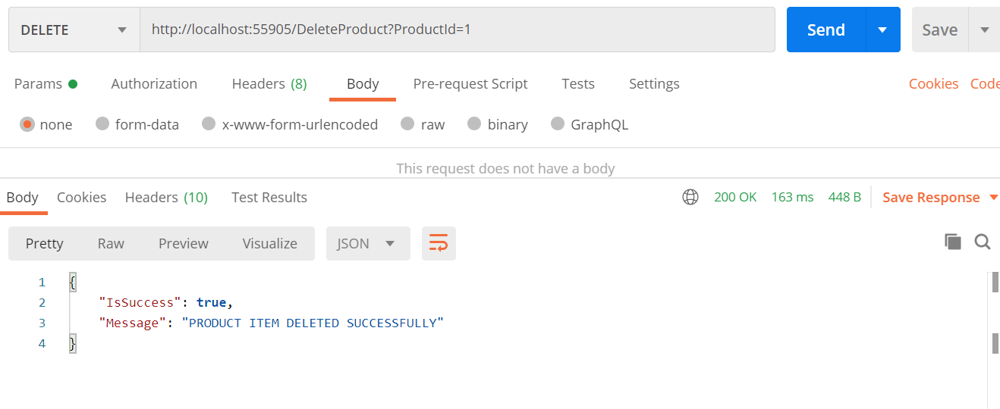 DELETE http://localhost:55905/DeleteProduct?ProductId=1 Send Save
Params Authorization Headers (8) Body Pre-request Script Tests Settings Cookies Code
none form-data x-www-form-urlencoded raw binary GraphQL
This request does not have a body
Body Cookies Headers (10) Test Results 200 OK 163 ms 448 B Save Response
Pretty Raw Preview Visualize JSON
1 {
2 "IsSuccess": true,
3 "Message": "PRODUCT ITEM DELETED SUCCESSFULLY"
4 }